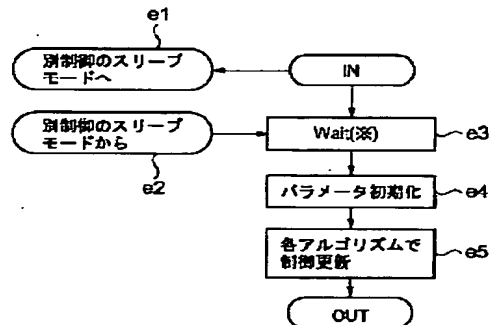 e1
別制御のスリープ
モードへ
IN
別制御のスリープ
モードから
Wait(※)
e3
e2
パラメータ初期化
e4
各アルゴリズムで
制御更新
e5
OUT